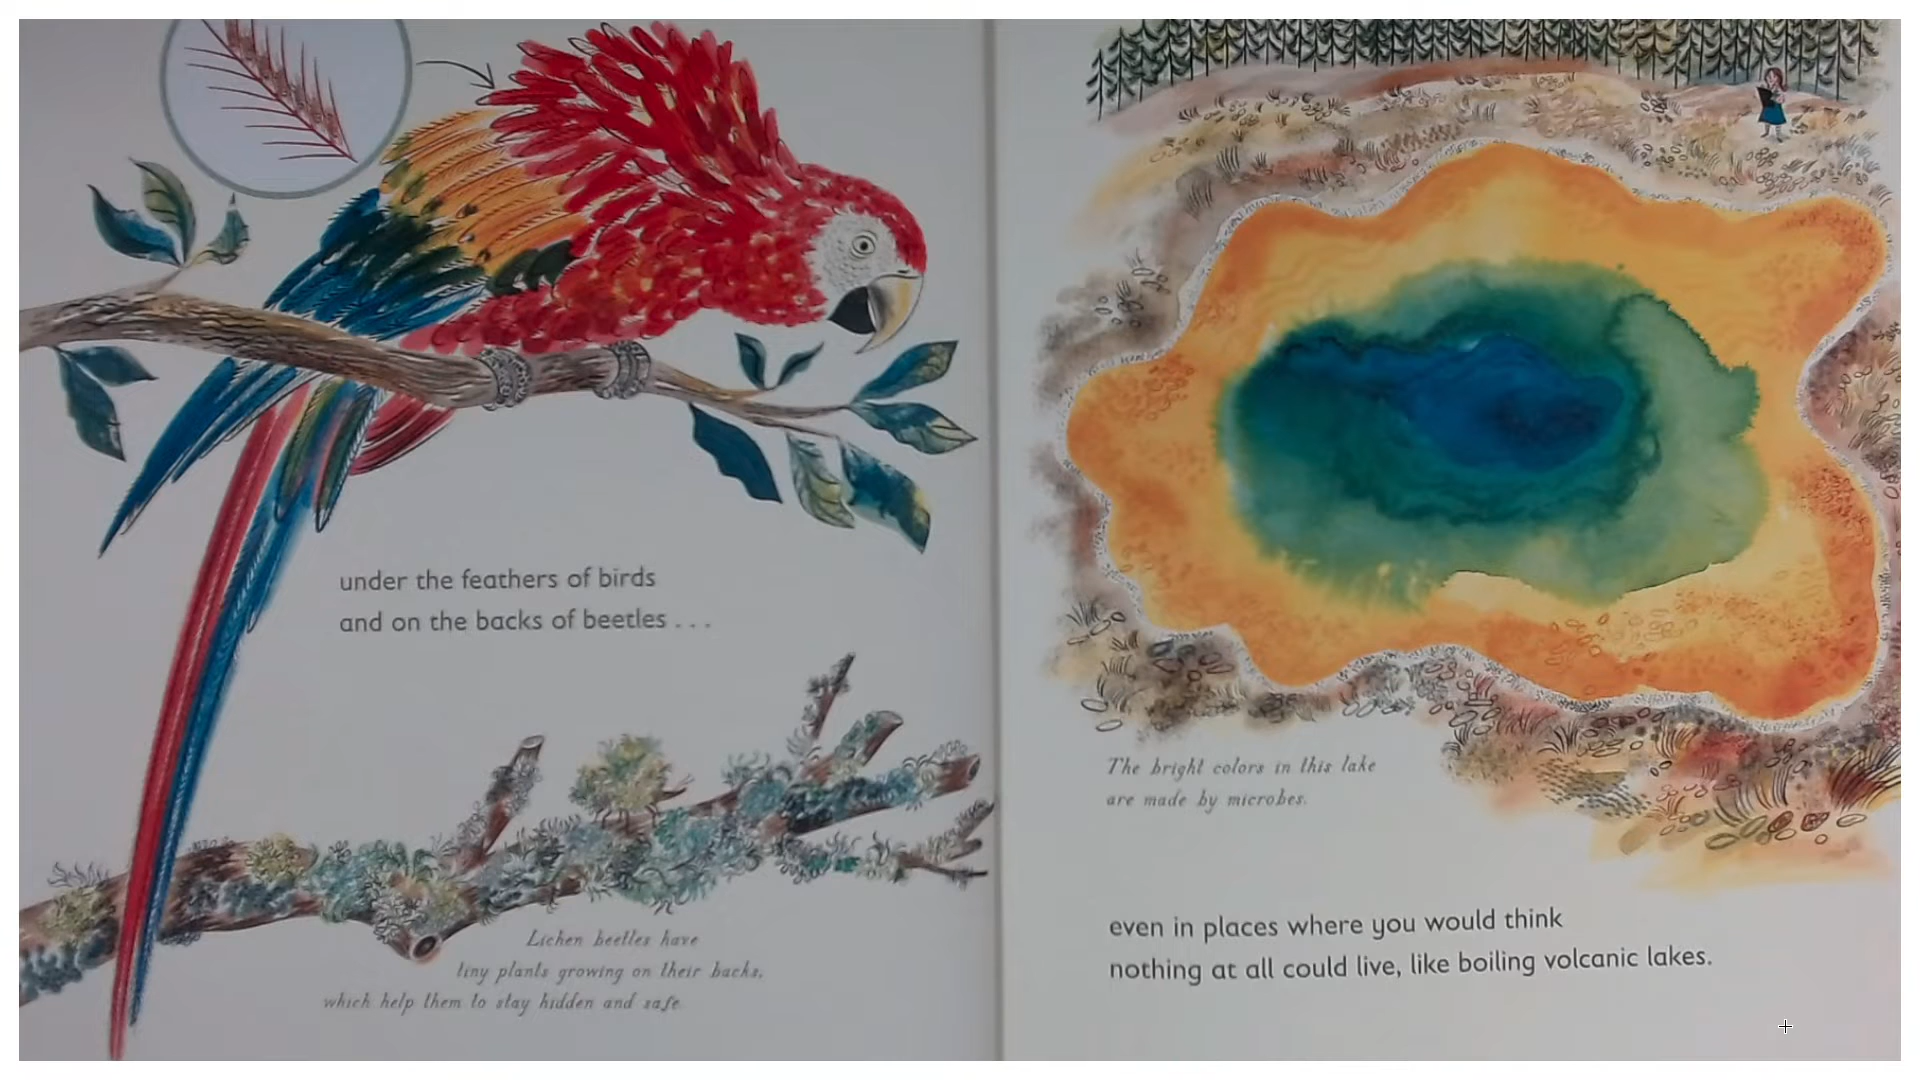 under the feathers of birds
and on the backs of beetles . . .
Lichen beetles have
tiny plants growing on their backs,
which help them to stay hidden and safe.
The bright colors in this lake
are made by microbes.
even in places where you would think
nothing at all could live, like boiling volcanic lakes.